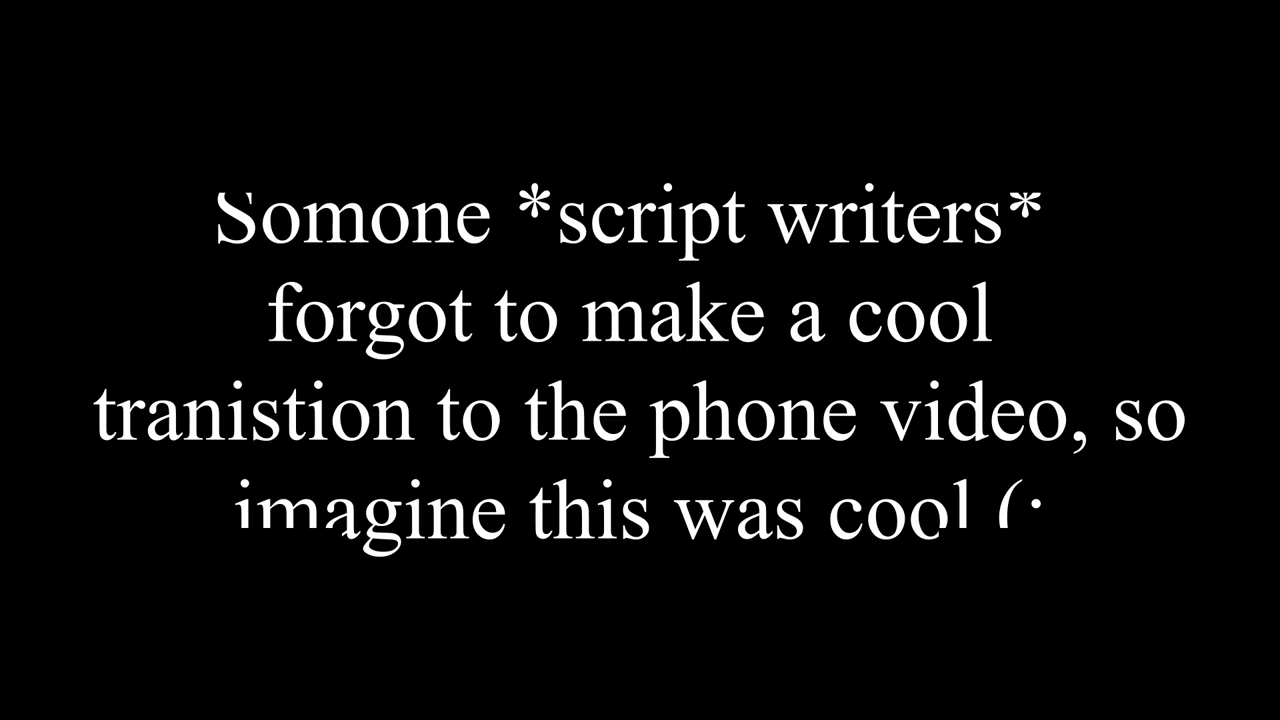 Somone *script writers*
forgot to make a cool
tranistion to the phone video, so
imagine this was cool (: